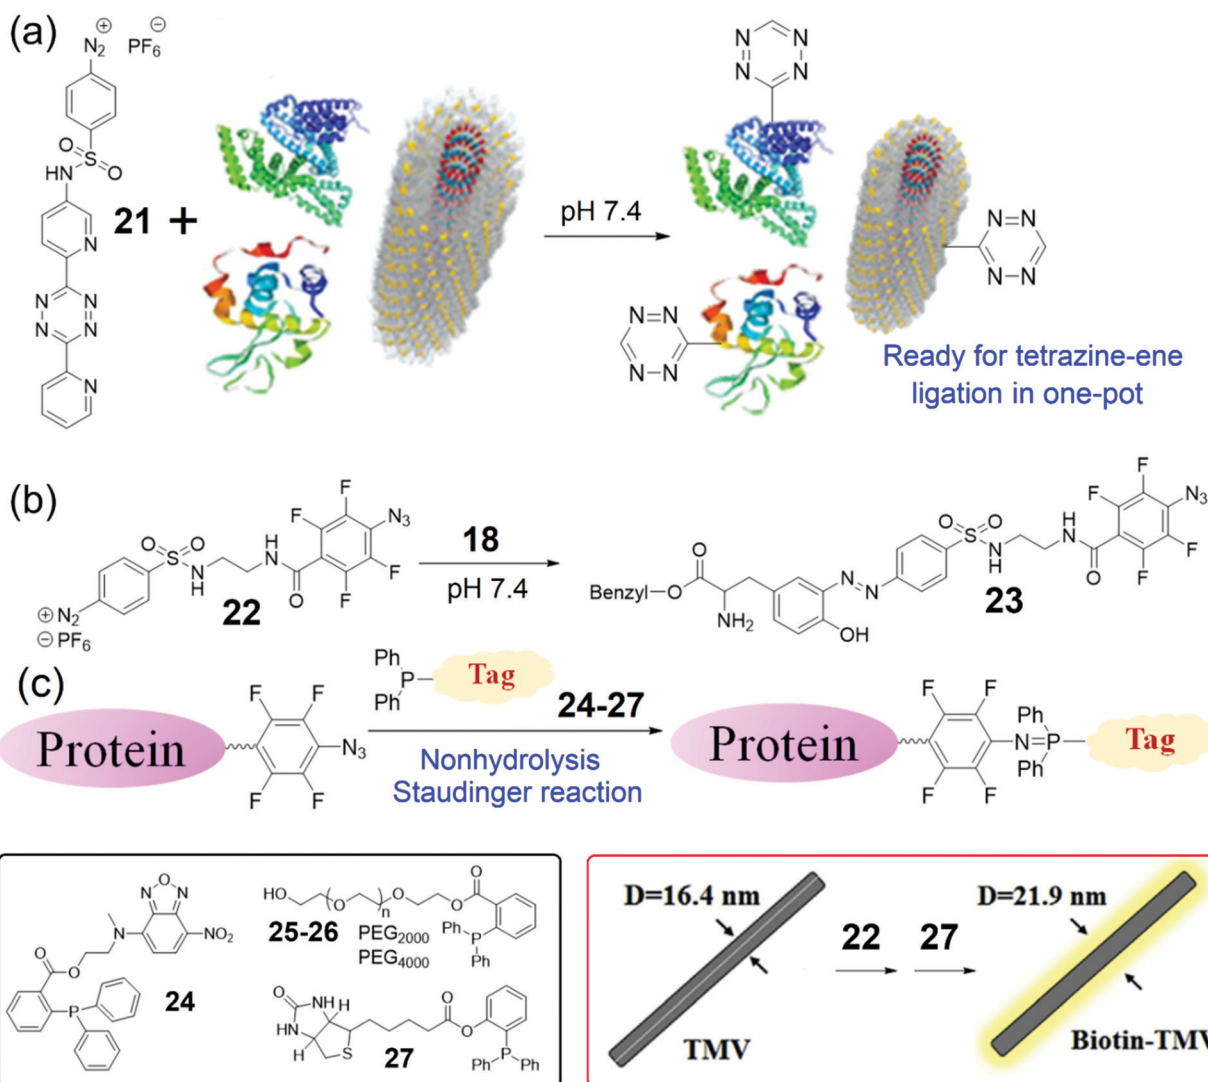 (a)
N2 ⊕ PF6 ⊖
O
S
O
HN
21 +
N
N N
N N
N
pH 7.4
N N
N N
N=N
N-N
N-N
N=N
Ready for tetrazine-ene
ligation in one-pot
(b)
⊕ N2
⊖ PF6
O O
S
N
H
H
N
O
F F
F F
N3
22
18
pH 7.4
Benzyl
O
O
NH2
OH
N=N
O O
S
NH
H
N
O
F F
F F
N3
23
(c)
Protein
F F
F F
N3
Ph
P
Ph
Tag
24-27
Nonhydrolysis
Staudinger reaction
Protein
F F
F F
N=P
Ph
Ph
Tag
N O N
N
NO2
O
O
P
24
HO
O
n
O
O
O
25-26
PEG2000
PEG4000
Ph
P
Ph
O
NH
HN
H
H
S
O
O
27
Ph
P
Ph
D=16.4 nm
TMV
22
27
D=21.9 nm
Biotin-TMV